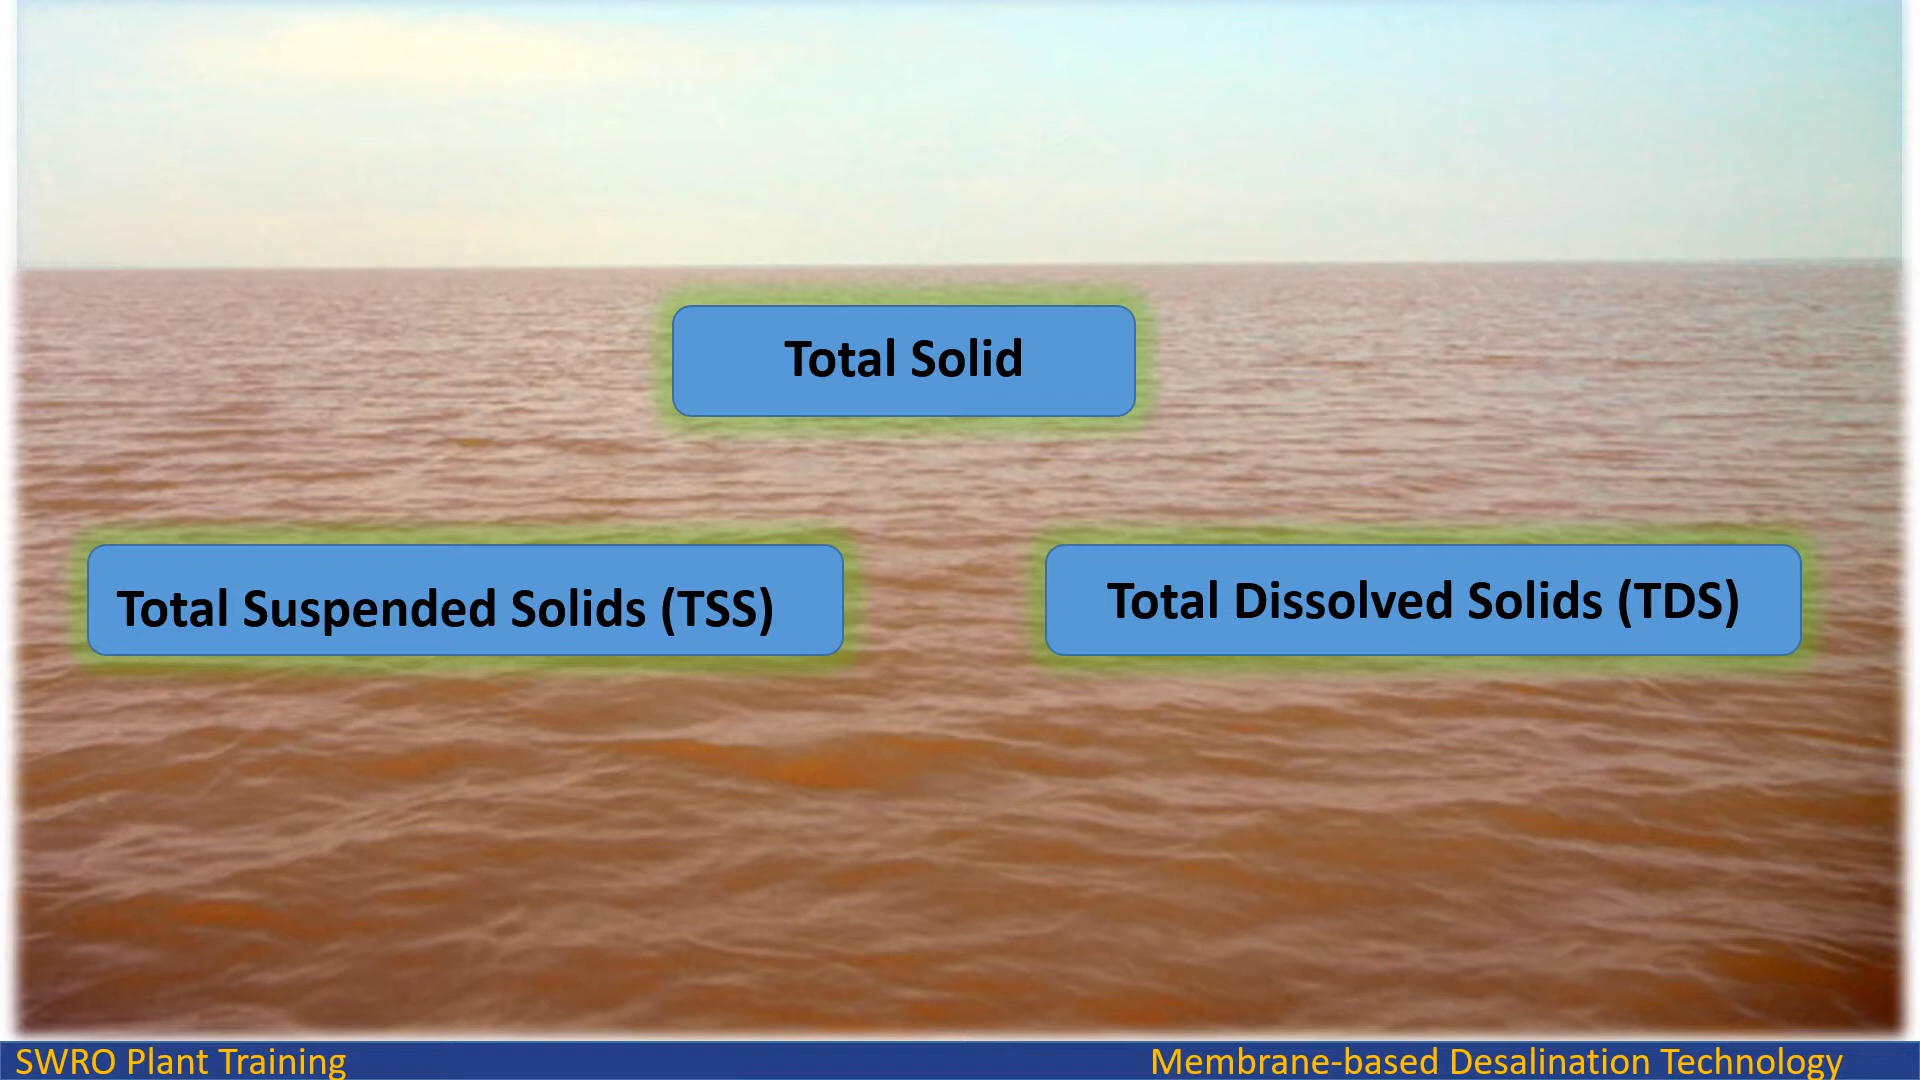 Total Solid
Total Suspended Solids (TSS)
Total Dissolved Solids (TDS)
SWRO Plant Training
Membrane-based Desalination Technology